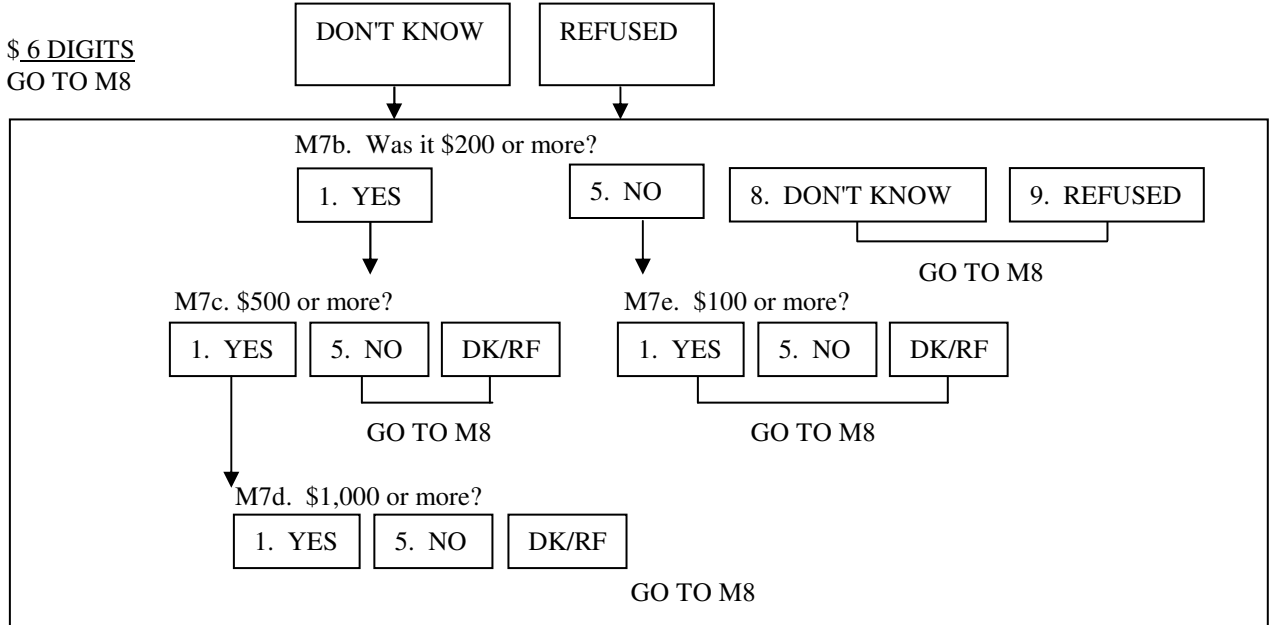 DON'T KNOW REFUSED
$ 6 DIGITS
GO TO M8
M7b. Was it $200 or more?
1. YES 5. NO 8. DON'T KNOW 9. REFUSED
GO TO M8
M7c. $500 or more? M7e. $100 or more?
1. YES 5. NO DK/RF 1. YES 5. NO DK/RF
GO TO M8 GO TO M8
M7d. $1,000 or more?
1. YES 5. NO DK/RF
GO TO M8